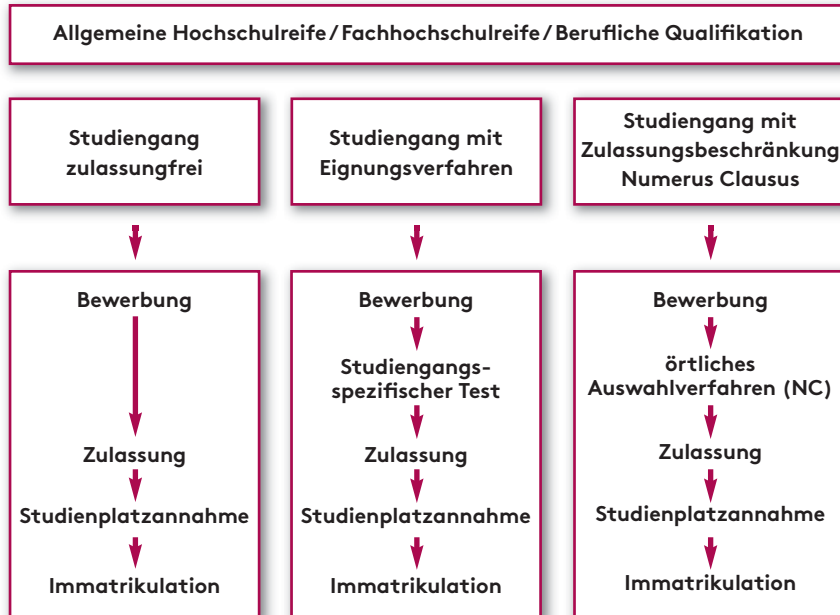 Allgemeine Hochschulreife / Fachhochschulreife / Berufliche Qualifikation
Studiengang
zulassungfrei
Studiengang mit
Eignungsverfahren
Studiengang mit
Zulassungsbeschränkung
Numerus Clausus
Bewerbung
Zulassung
Studienplatzannahme
Immatrikulation
Bewerbung
Studiengangs-
spezifischer Test
Zulassung
Studienplatzannahme
Immatrikulation
Bewerbung
örtliches
Auswahlverfahren (NC)
Zulassung
Studienplatzannahme
Immatrikulation